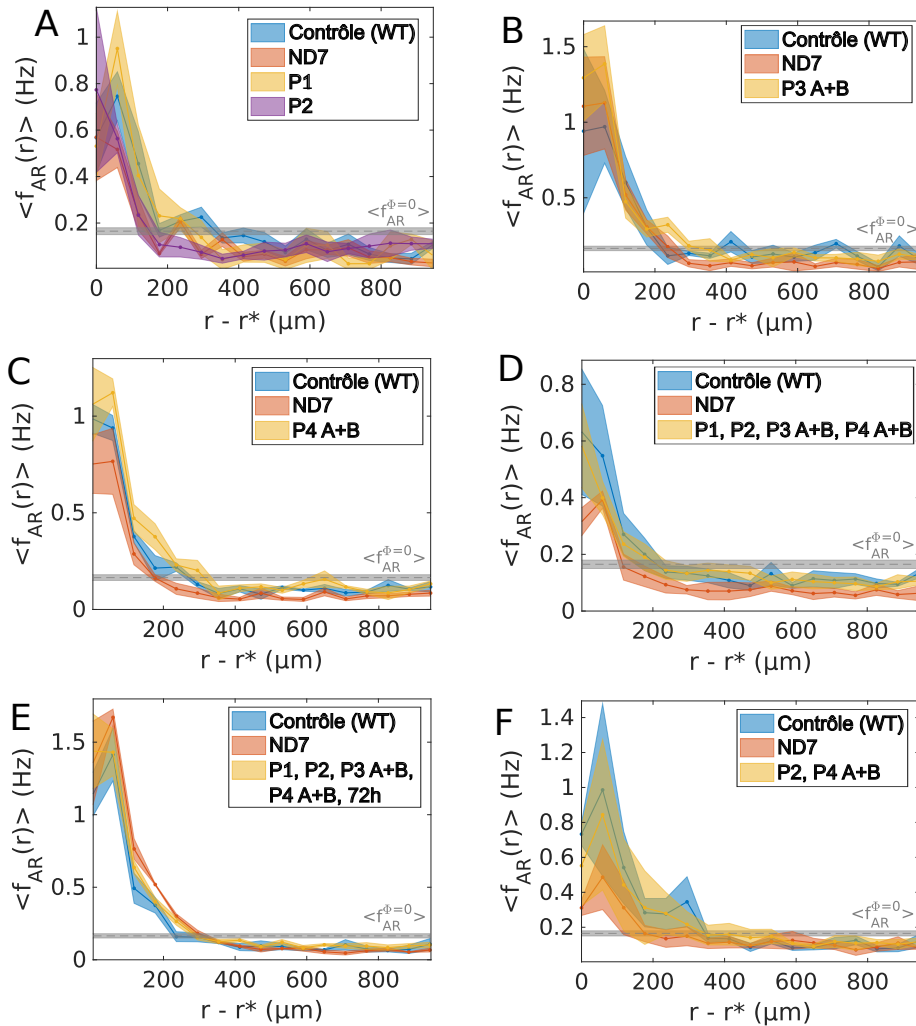 A
Contrôle (WT)
ND7
P1
P2
<f_AR^Φ=0>
<f_AR(r)> (Hz)
1
0.8
0.6
0.4
0.2
0
0 200 400 600 800
r - r* (µm)
B
Contrôle (WT)
ND7
P3 A+B
<f_AR^Φ=0>
<f_AR(r)> (Hz)
1.5
1
0.5
0 200 400 600 800
r - r* (µm)
C
Contrôle (WT)
ND7
P4 A+B
<f_AR^Φ=0>
<f_AR(r)> (Hz)
1
0.5
0
200 400 600 800
r - r* (µm)
D
Contrôle (WT)
ND7
P1, P2, P3 A+B, P4 A+B
<f_AR^Φ=0>
<f_AR(r)> (Hz)
0.8
0.6
0.4
0.2
0
0 200 400 600 800
r - r* (µm)
E
Contrôle (WT)
ND7
P1, P2, P3 A+B,
P4 A+B, 72h
<f_AR^Φ=0>
<f_AR(r)> (Hz)
1.5
1
0.5
0
200 400 600 800
r - r* (µm)
F
Contrôle (WT)
ND7
P2, P4 A+B
<f_AR^Φ=0>
<f_AR(r)> (Hz)
1.4
1.2
1
0.8
0.6
0.4
0.2
0 200 400 600 800
r - r* (µm)